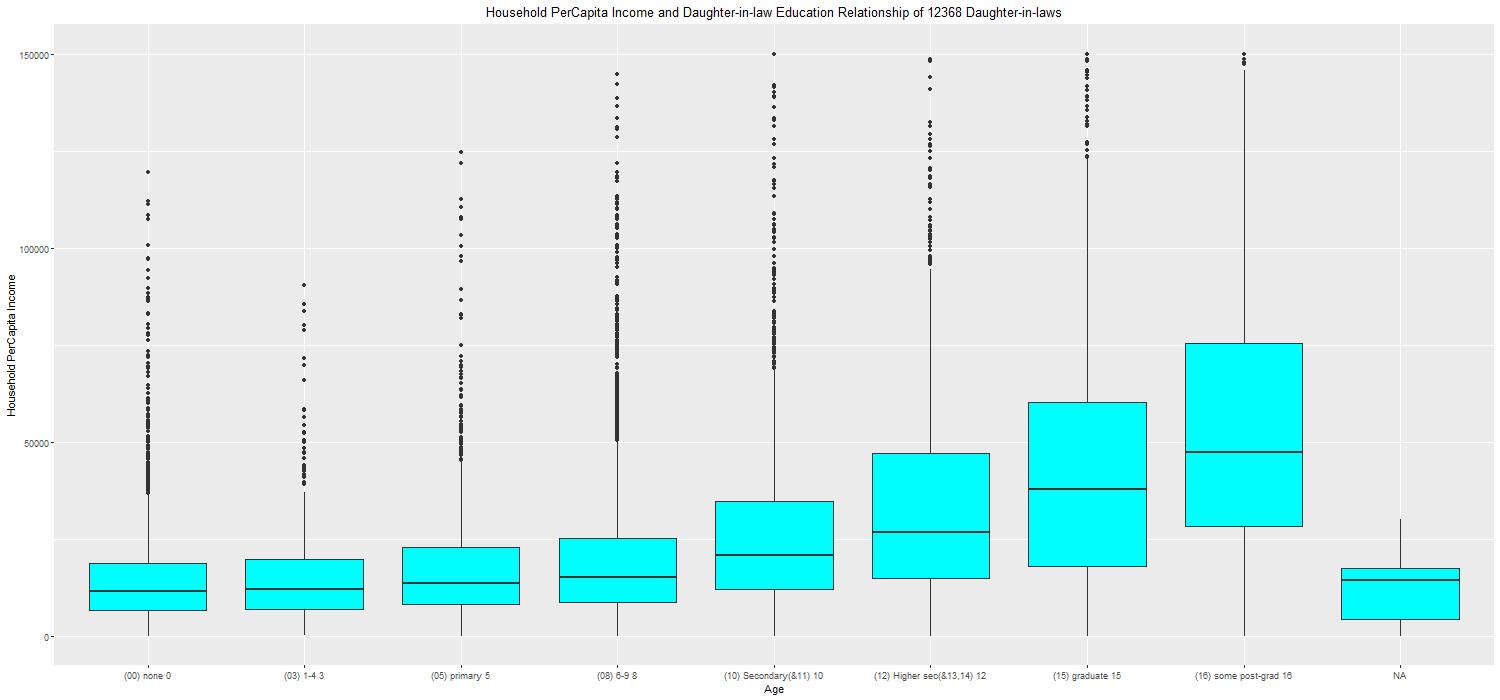 Household PerCapita Income and Daughter-in-law Education Relationship of 12368 Daughter-in-laws
Household PerCapita Income
150000
100000
50000
0
(00) none 0
(03) 1-4 3
(05) primary 5
(08) 6-9 8
(10) Secondary(&11) 10
(12) Higher sec(&13,14) 12
(15) graduate 15
(16) some post-grad 16
NA
Age